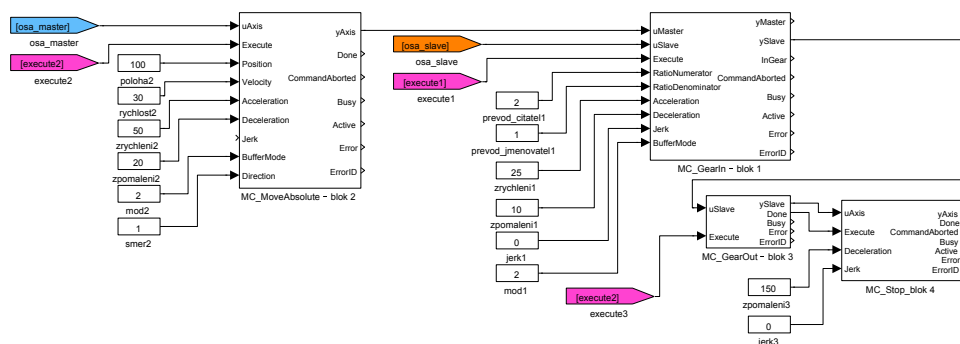 [osa_master]
osa_master
[execute2]
execute2
100
poloha2
30
rychlost2
50
zrychleni2
20
zpomaleni2
2
mod2
1
smer2
uAxis
Execute
Position
Velocity
Acceleration
Deceleration
Jerk
BufferMode
Direction
yAxis
Done
CommandAborted
Busy
Active
Error
ErrorID
MC_MoveAbsolute - blok 2
[osa_slave]
osa_slave
[execute1]
execute1
2
prevod_citatel1
1
prevod_jmenovatel1
25
zrychleni1
10
zpomaleni1
0
jerk1
2
mod1
uMaster
uSlave
Execute
RatioNumerator
RatioDenominator
Acceleration
Deceleration
Jerk
BufferMode
yMaster
ySlave
InGear
CommandAborted
Busy
Active
Error
ErrorID
MC_GearIn - blok 1
[execute2]
execute3
uSlave
Execute
ySlave
Done
Busy
Error
ErrorID
MC_GearOut - blok 3
150
zpomaleni3
0
jerk3
uAxis
Execute
Deceleration
Jerk
yAxis
Done
CommandAborted
Busy
Active
Error
ErrorID
MC_Stop_blok 4